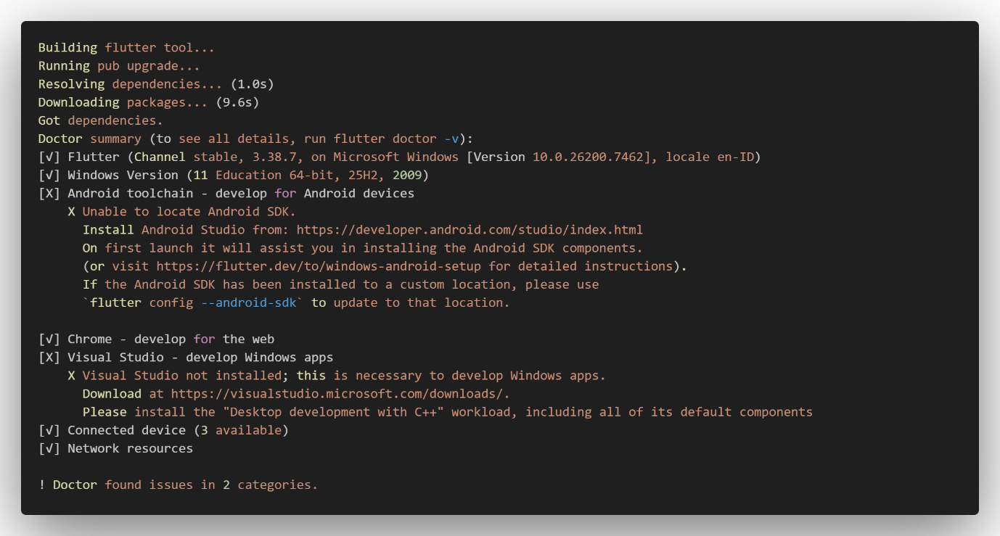 Building flutter tool...
Running pub upgrade...
Resolving dependencies... (1.0s)
Downloading packages... (9.6s)
Got dependencies.
Doctor summary (to see all details, run flutter doctor -v):
[√] Flutter (Channel stable, 3.38.7, on Microsoft Windows [Version 10.0.26200.7462], locale en-ID)
[√] Windows Version (11 Education 64-bit, 25H2, 2009)
[X] Android toolchain - develop for Android devices
    X Unable to locate Android SDK.
      Install Android Studio from: https://developer.android.com/studio/index.html
      On first launch it will assist you in installing the Android SDK components.
      (or visit https://flutter.dev/to/windows-android-setup for detailed instructions).
      If the Android SDK has been installed to a custom location, please use
      `flutter config --android-sdk` to update to that location.

[√] Chrome - develop for the web
[X] Visual Studio - develop Windows apps
    X Visual Studio not installed; this is necessary to develop Windows apps.
      Download at https://visualstudio.microsoft.com/downloads/.
      Please install the "Desktop development with C++" workload, including all of its default components
[√] Connected device (3 available)
[√] Network resources

! Doctor found issues in 2 categories.